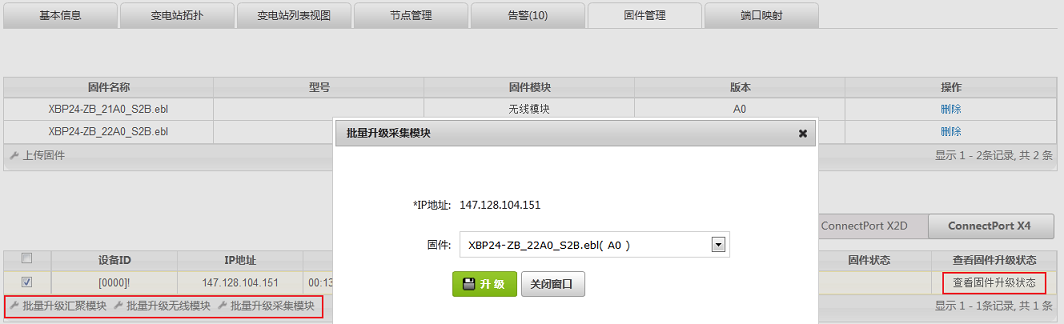 基本信息 变电站拓扑 变电站列表视图 节点管理 告警(10) 固件管理 端口映射
固件名称 型号 固件模块 版本 操作
XBP24-ZB_21A0_S2B.ebl 无线模块 A0 删除
XBP24-ZB_22A0_S2B.ebl 删除
上传固件 显示 1 - 2条记录, 共 2 条
批量升级采集模块
*IP地址: 147.128.104.151
ConnectPort X2D ConnectPort X4
固件: XBP24-ZB_22A0_S2B.ebl( A0 )
设备ID IP地址 固件状态 查看固件升级状态
升 级 关闭窗口
[0000]! 147.128.104.151 00:13 查看固件升级状态
批量升级汇聚模块 批量升级无线模块 批量升级采集模块 显示 1 - 1条记录, 共 1 条